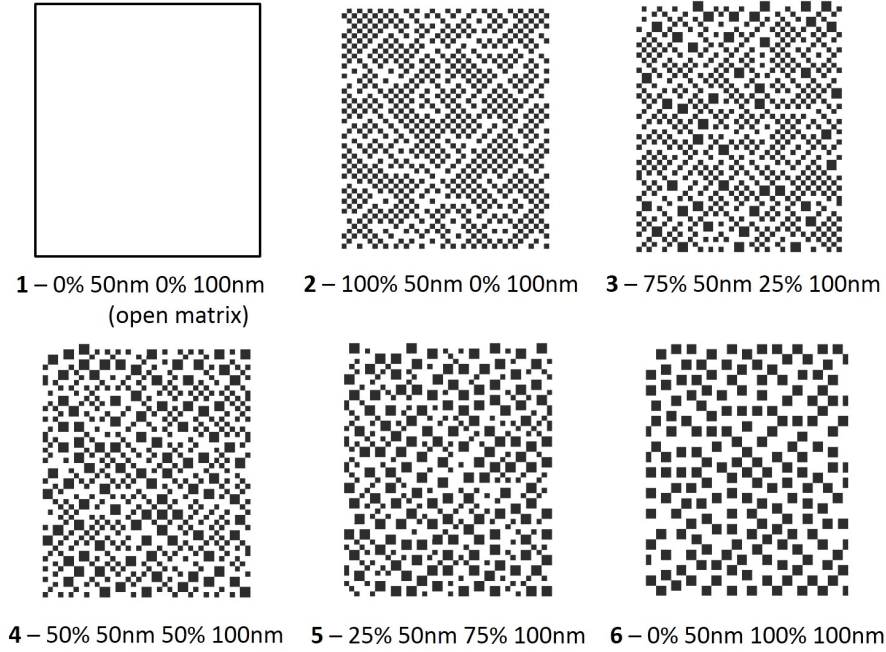 1 – 0% 50nm 0% 100nm
(open matrix)
2 – 100% 50nm 0% 100nm
3 – 75% 50nm 25% 100nm
4 – 50% 50nm 50% 100nm
5 – 25% 50nm 75% 100nm
6 – 0% 50nm 100% 100nm